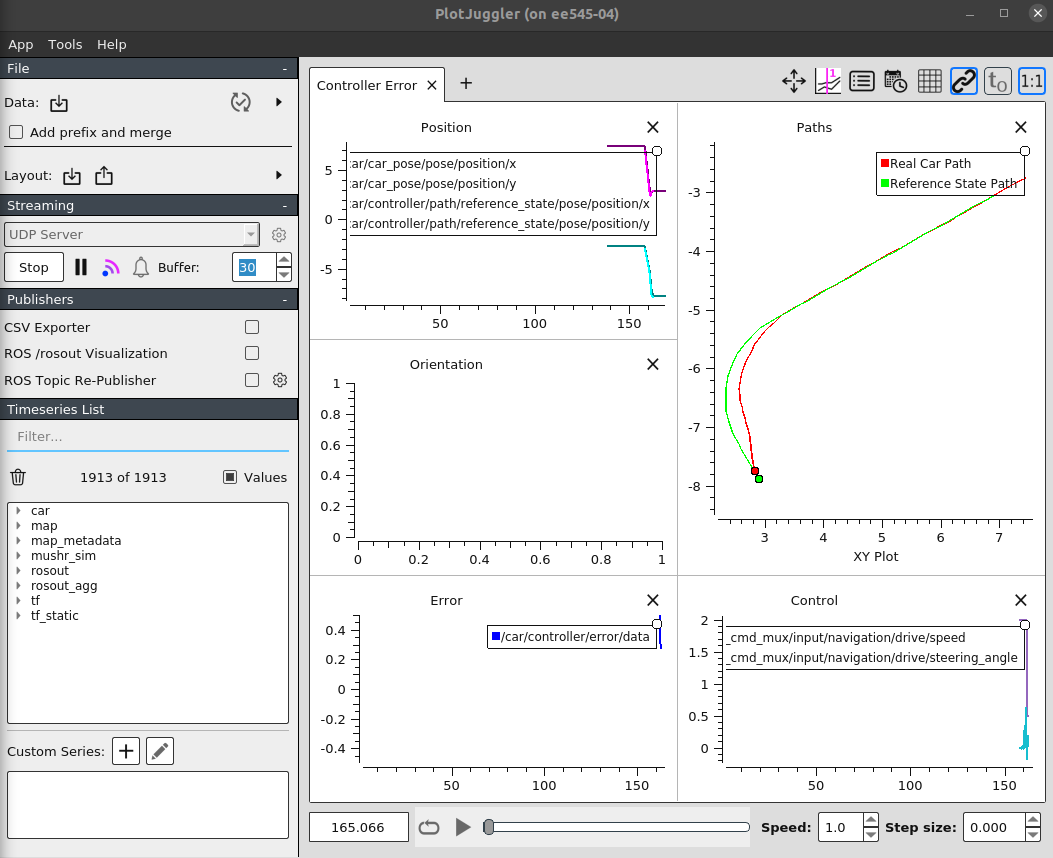 PlotJuggler (on ee545-04)
App Tools Help
File -
Data:
Add prefix and merge
Layout:
Streaming -
UDP Server
Stop Buffer: 30
Publishers -
CSV Exporter
ROS /rosout Visualization
ROS Topic Re-Publisher
Timeseries List
Filter...
1913 of 1913 Values
car
map
map_metadata
mushr_sim
rosout
rosout_agg
tf
tf_static
Custom Series:
Controller Error
1
t0
1:1
Position
:ar/car_pose/pose/position/x
:ar/car_pose/pose/position/y
:ar/controller/path/reference_state/pose/position/x
:ar/controller/path/reference_state/pose/position/y
5
0
-5
50 100 150
Orientation
1
0.8
0.6
0.4
0.2
0
0 0.2 0.4 0.6 0.8 1
Error
/car/controller/error/data
0.4
0.2
0
-0.2
-0.4
50 100 150
Paths
Real Car Path
Reference State Path
-3
-4
-5
-6
-7
-8
3 4 5 6 7
XY Plot
Control
_cmd_mux/input/navigation/drive/speed
_cmd_mux/input/navigation/drive/steering_angle
2
1.5
1
0.5
0
50 100 150
165.066 Speed: 1.0 Step size: 0.000